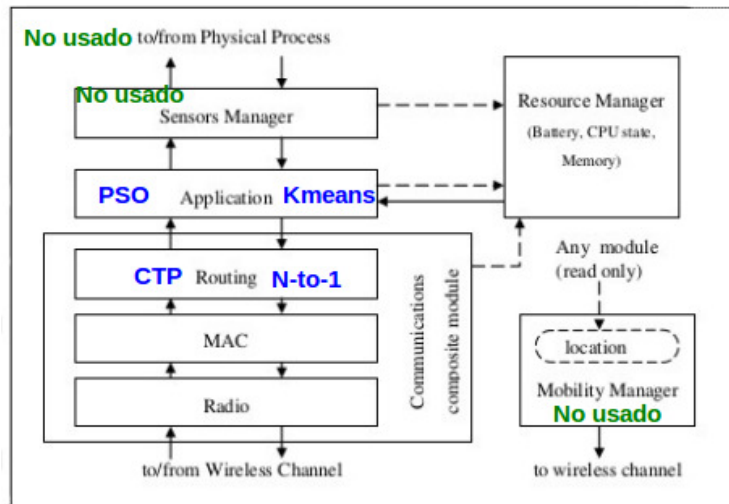 No usado to/from Physical Process
No usado
Sensors Manager
Resource Manager
(Battery, CPU state,
Memory)
PSO Application Kmeans
CTP Routing N-to-1
MAC
Radio
Communications
composite module
Any module
(read only)
location
Mobility Manager
No usado
to/from Wireless Channel
to wireless channel